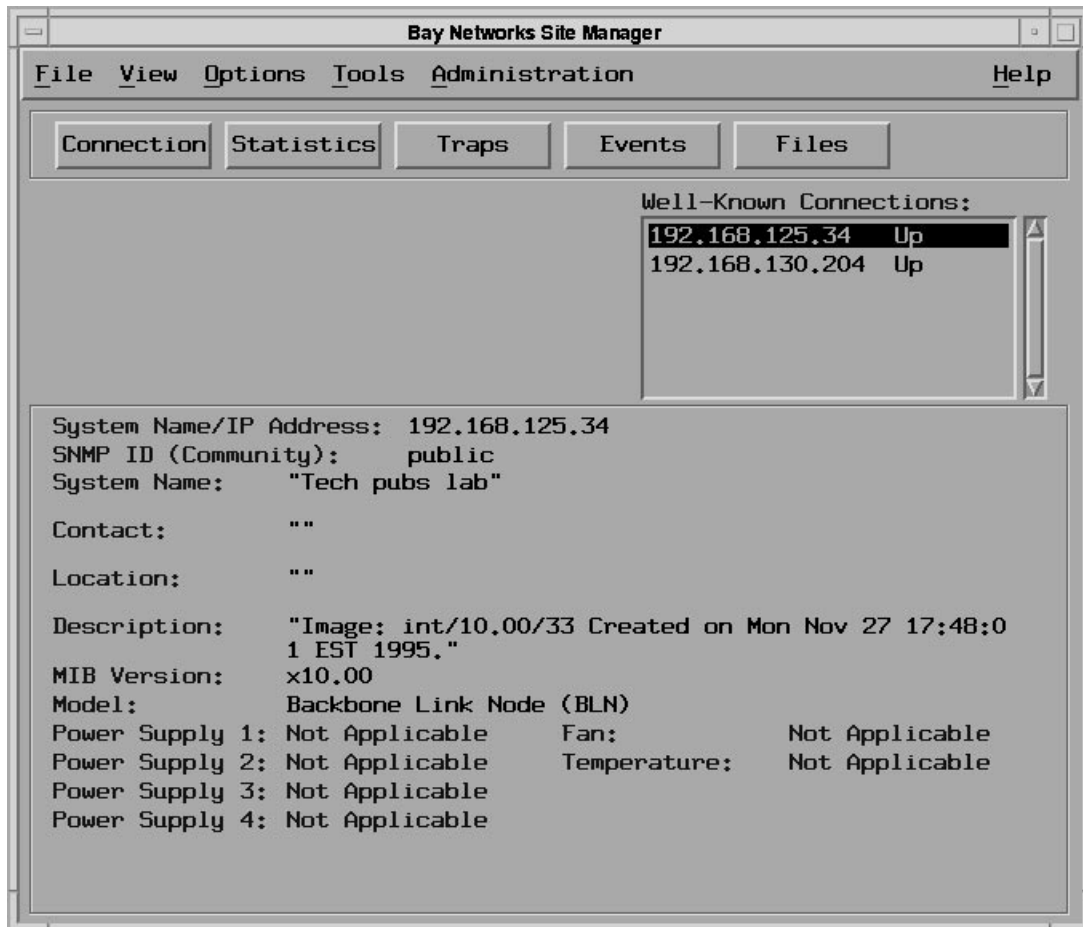 Bay Networks Site Manager
File View Options Tools Administration Help
Connection Statistics Traps Events Files
Well-Known Connections:
192.168.125.34 Up
192.168.130.204 Up
System Name/IP Address: 192.168.125.34
SNMP ID (Community): public
System Name: "Tech pubs lab"
Contact: ""
Location: ""
Description: "Image: int/10.00/33 Created on Mon Nov 27 17:48:0
1 EST 1995."
MIB Version: x10.00
Model: Backbone Link Node (BLN)
Power Supply 1: Not Applicable Fan: Not Applicable
Power Supply 2: Not Applicable Temperature: Not Applicable
Power Supply 3: Not Applicable
Power Supply 4: Not Applicable